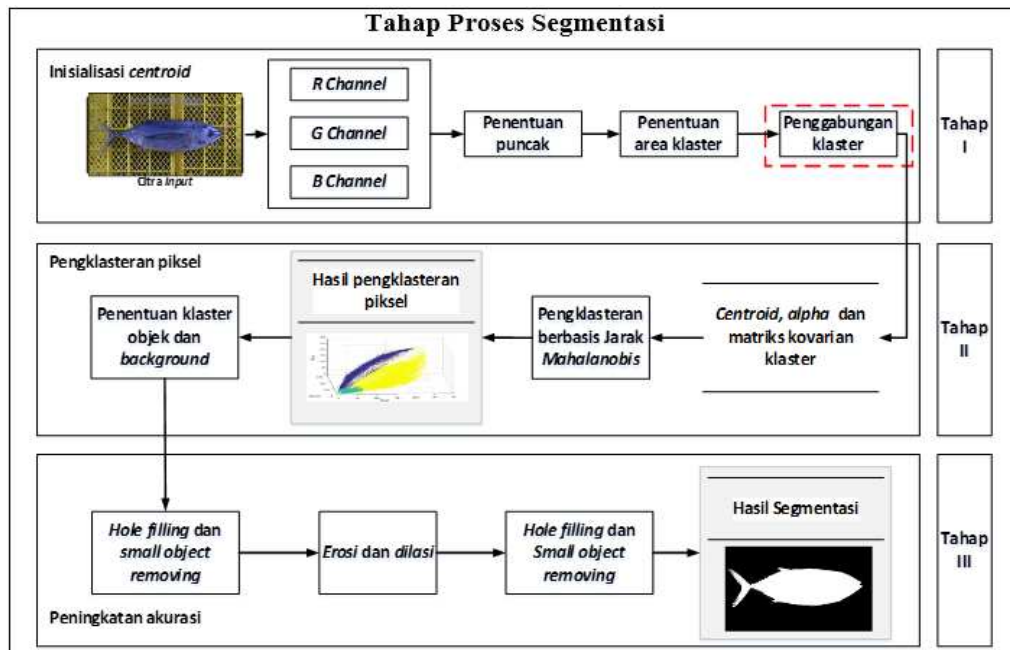 Tahap Proses Segmentasi
Inisialisasi centroid
Citra Input
R Channel
G Channel
B Channel
Penentuan
puncak
Penentuan
area klaster
Penggabungan
klaster
Tahap
I
Pengklasteran piksel
Centroid, alpha dan
matriks kovarian
klaster
Pengklasteran
berbasis Jarak
Mahalanobis
Hasil pengklasteran
piksel
Penentuan klaster
objek dan
background
Tahap
II
Hole filling dan
small object
removing
Erosi dan dilasi
Hole filling dan
Small object
removing
Hasil Segmentasi
Peningkatan akurasi
Tahap
III